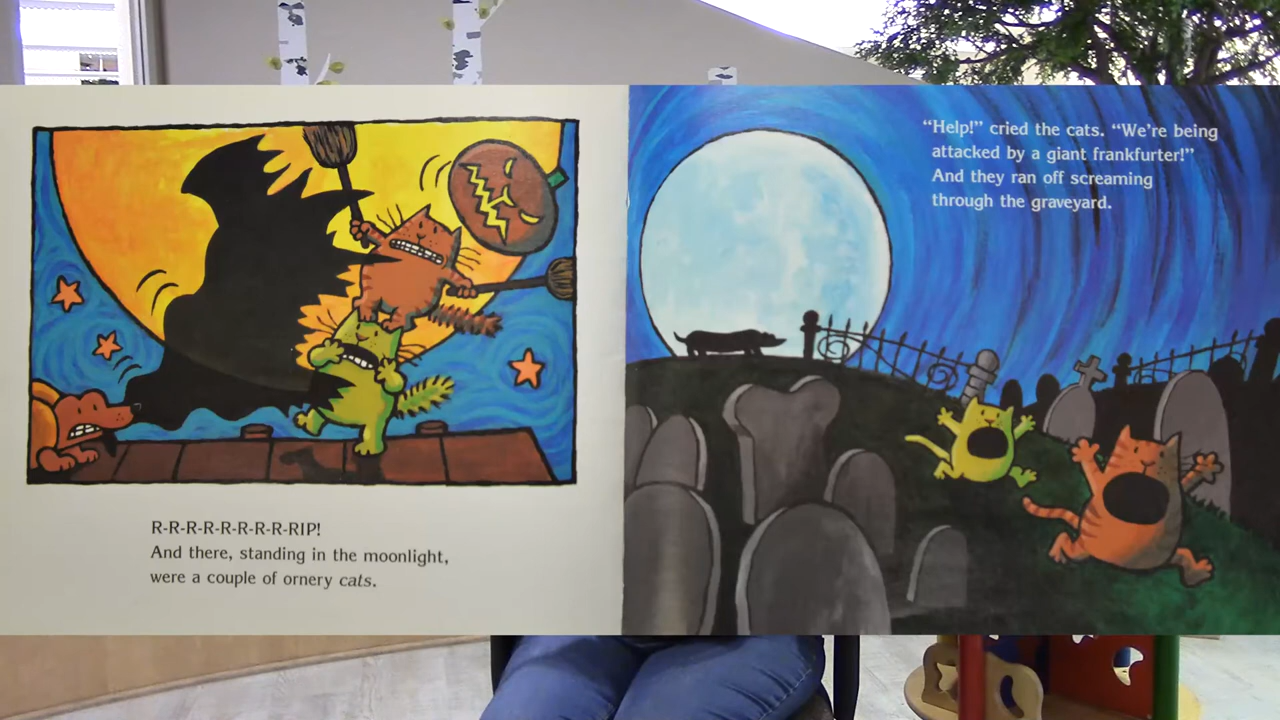 R-R-R-R-R-R-R-R-RIP!
And there, standing in the moonlight,
were a couple of ornery cats.
“Help!” cried the cats. “We’re being
attacked by a giant frankfurter!”
And they ran off screaming
through the graveyard.